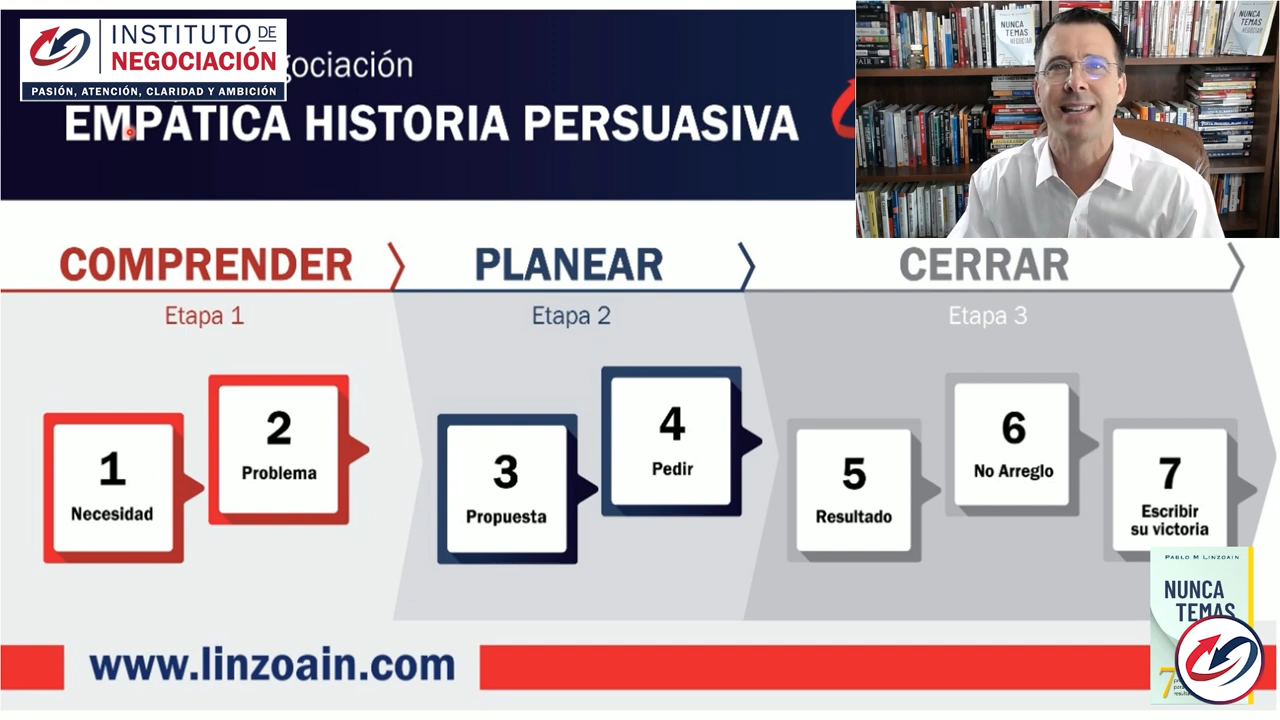 INSTITUTO DE
NEGOCIACIÓN
PASIÓN, ATENCIÓN, CLARIDAD Y AMBICIÓN
gociación
EMPÁTICA HISTORIA PERSUASIVA
NUNCA
TEMAS
NEGOCIAR
NUNCA
TEMAS
NEGOCIAR
COMPRENDER
PLANEAR
CERRAR
Etapa 1
Etapa 2
Etapa 3
1
Necesidad
2
Problema
3
Propuesta
4
Pedir
5
Resultado
6
No Arreglo
7
Escribir
su victoria
PABLO M LINZOAIN
NUNCA
TEMAS
7
www.linzoain.com